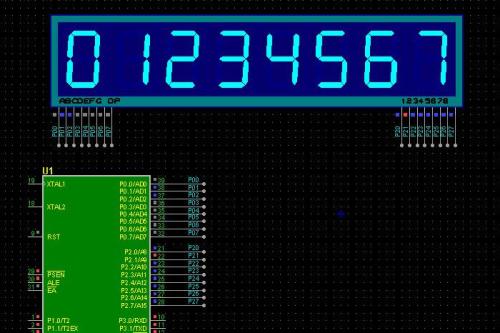 01234567
ABCDEFG DP 12345678
P00 P01 P02 P03 P04 P05 P06 P07 P20 P21 P22 P23 P24 P25 P26 P27
U1
19 XTAL1 P0.0/AD0 39 P00
P0.1/AD1 38 P01
P0.2/AD2 37 P02
18 XTAL2 P0.3/AD3 36 P03
P0.4/AD4 35 P04
P0.5/AD5 34 P05
P0.6/AD6 33 P06
9 RST P0.7/AD7 32 P07
P2.0/A8 21 P20
P2.1/A9 22 P21
P2.2/A10 23 P22
29 PSEN P2.3/A11 24 P23
30 ALE P2.4/A12 25 P24
31 EA P2.5/A13 26 P25
P2.6/A14 27 P26
P2.7/A15 28 P27
1 P1.0/T2 P3.0/RXD 10
2 P1.1/T2EX P3.1/TXD 11